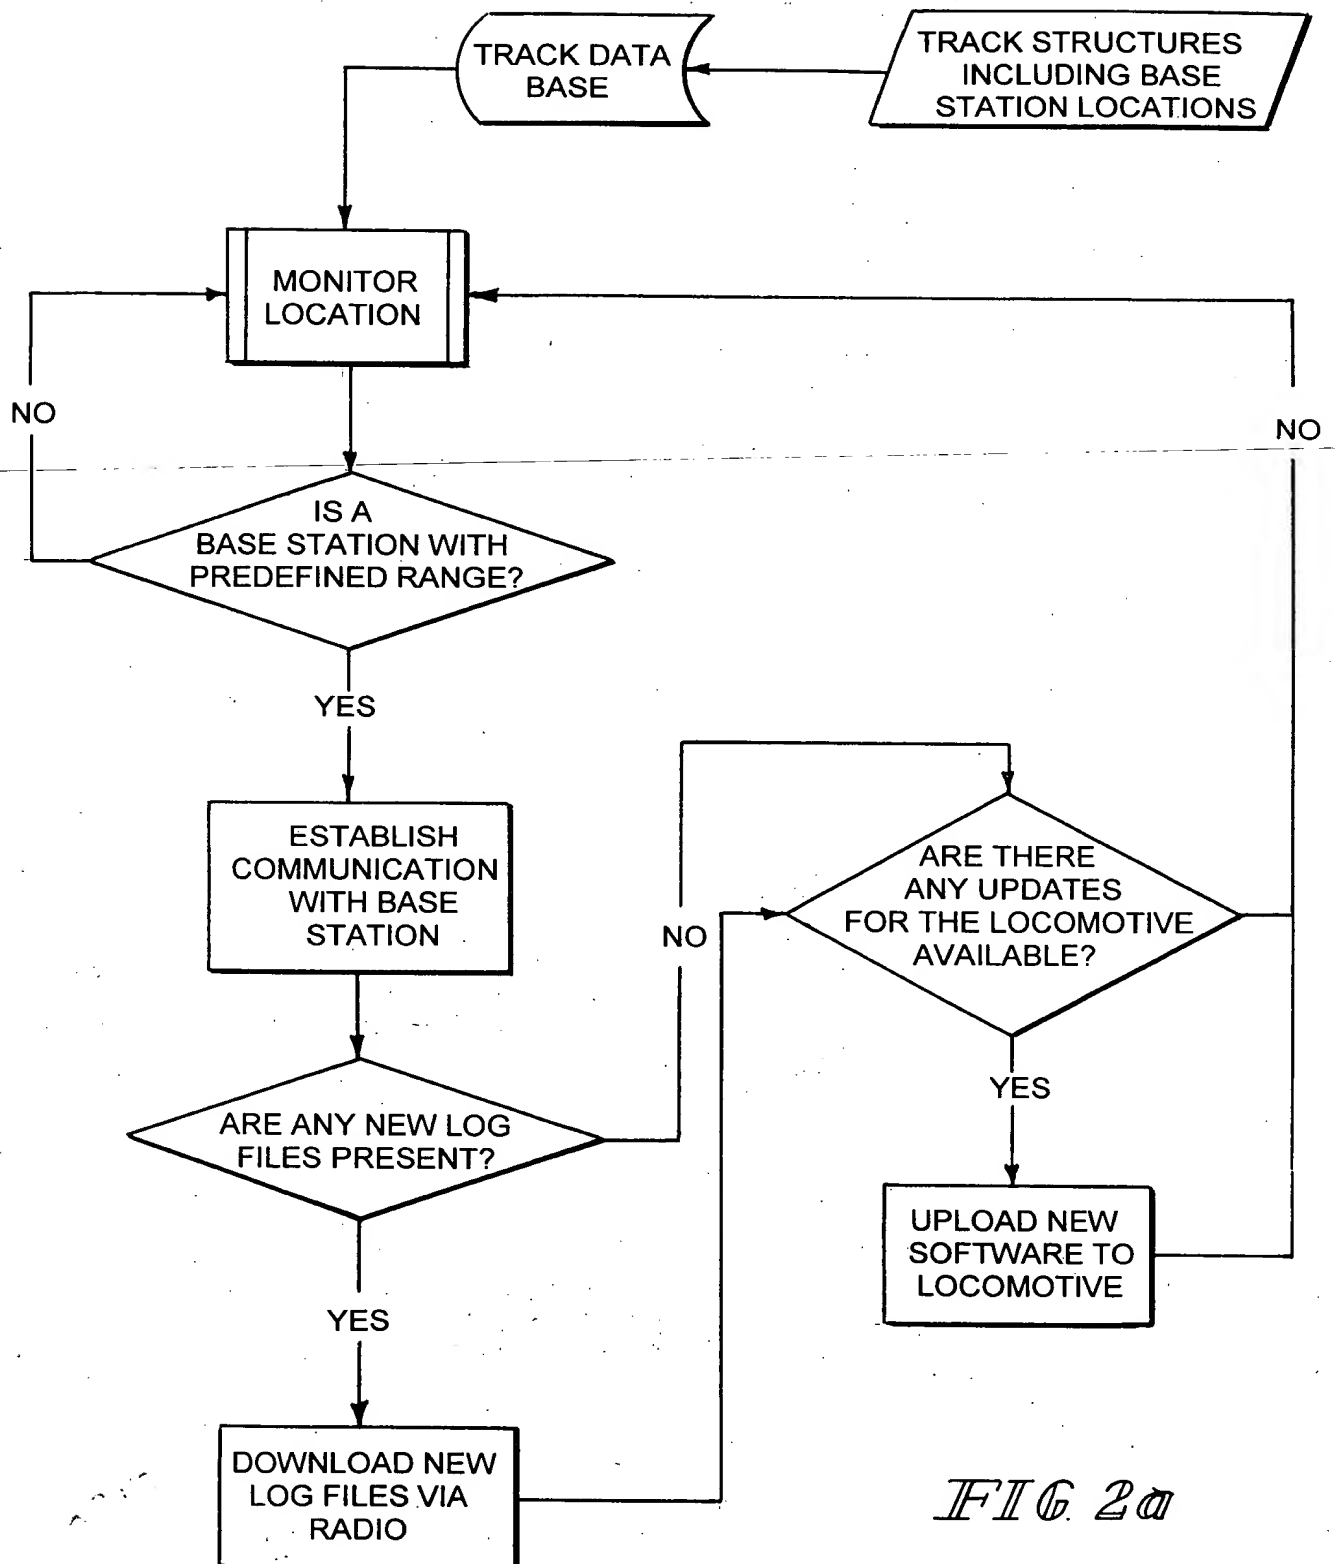 TRACK DATA
BASE
TRACK STRUCTURES
INCLUDING BASE
STATION LOCATIONS
MONITOR
LOCATION
NO
NO
IS A
BASE STATION WITH
PREDEFINED RANGE?
YES
ESTABLISH
COMMUNICATION
WITH BASE
STATION
NO
ARE THERE
ANY UPDATES
FOR THE LOCOMOTIVE
AVAILABLE?
YES
ARE ANY NEW LOG
FILES PRESENT?
UPLOAD NEW
SOFTWARE TO
LOCOMOTIVE
YES
DOWNLOAD NEW
LOG FILES VIA
RADIO
FIG. 2a